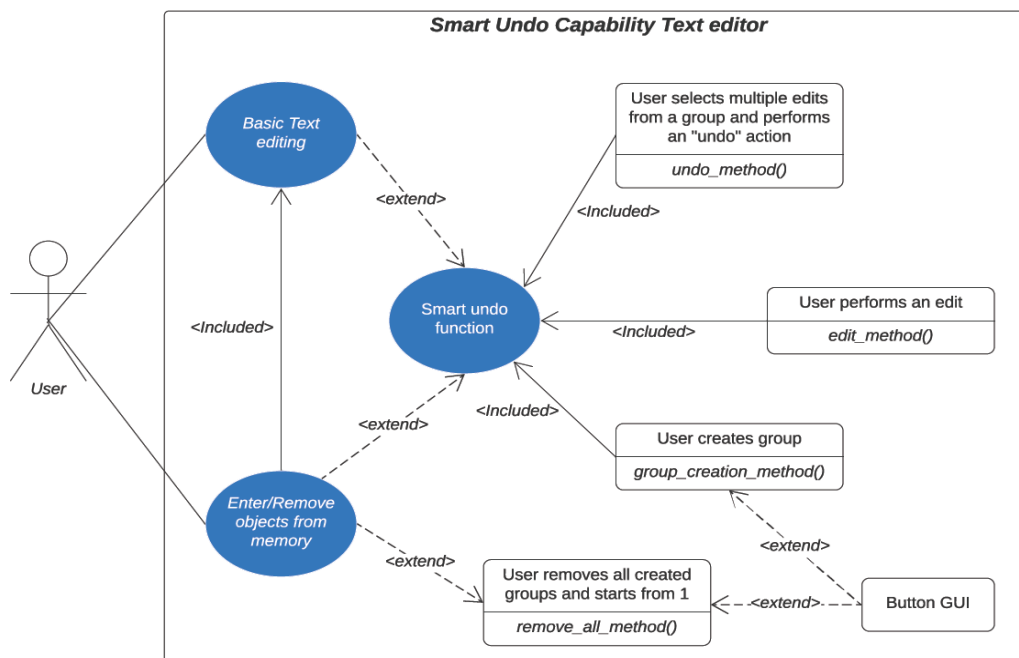 Smart Undo Capability Text editor
Basic Text
editing
User selects multiple edits
from a group and performs
an "undo" action
undo_method()
<extend>
<Included>
Smart undo
function
User performs an edit
edit_method()
<Included>
<Included>
User
<extend>
<Included>
User creates group
group_creation_method()
Enter/Remove
objects from
memory
<extend>
<extend>
User removes all created
groups and starts from 1
remove_all_method()
<extend>
Button GUI